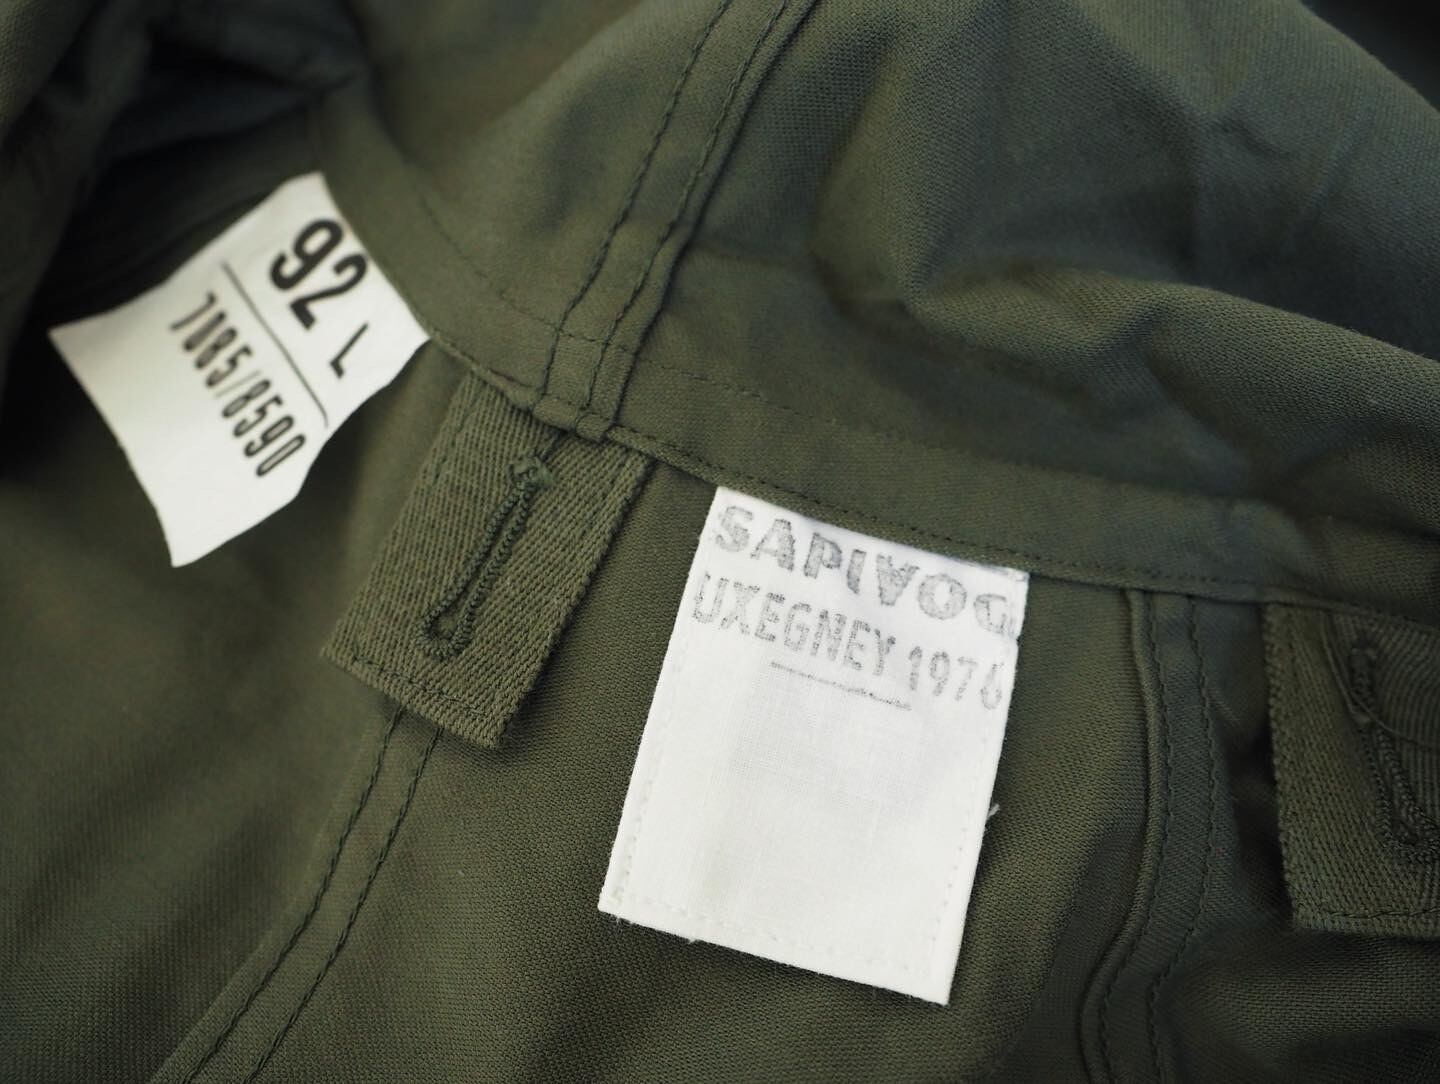 92 L
7085/8590
SAPIVOG
UXEGNEY 1976